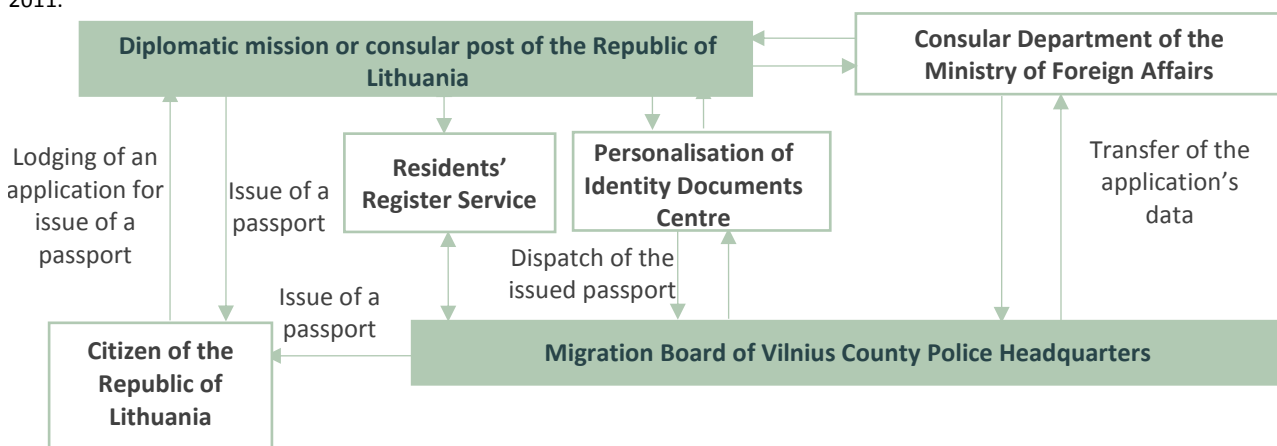 2011.
Diplomatic mission or consular post of the Republic of
Lithuania
Consular Department of the
Ministry of Foreign Affairs
Lodging of an
application for
issue of a
passport
Issue of a
passport
Residents’
Register Service
Personalisation of
Identity Documents
Centre
Transfer of the
application’s
data
Dispatch of the
issued passport
Issue of a
passport
Citizen of the
Republic of
Lithuania
Migration Board of Vilnius County Police Headquarters